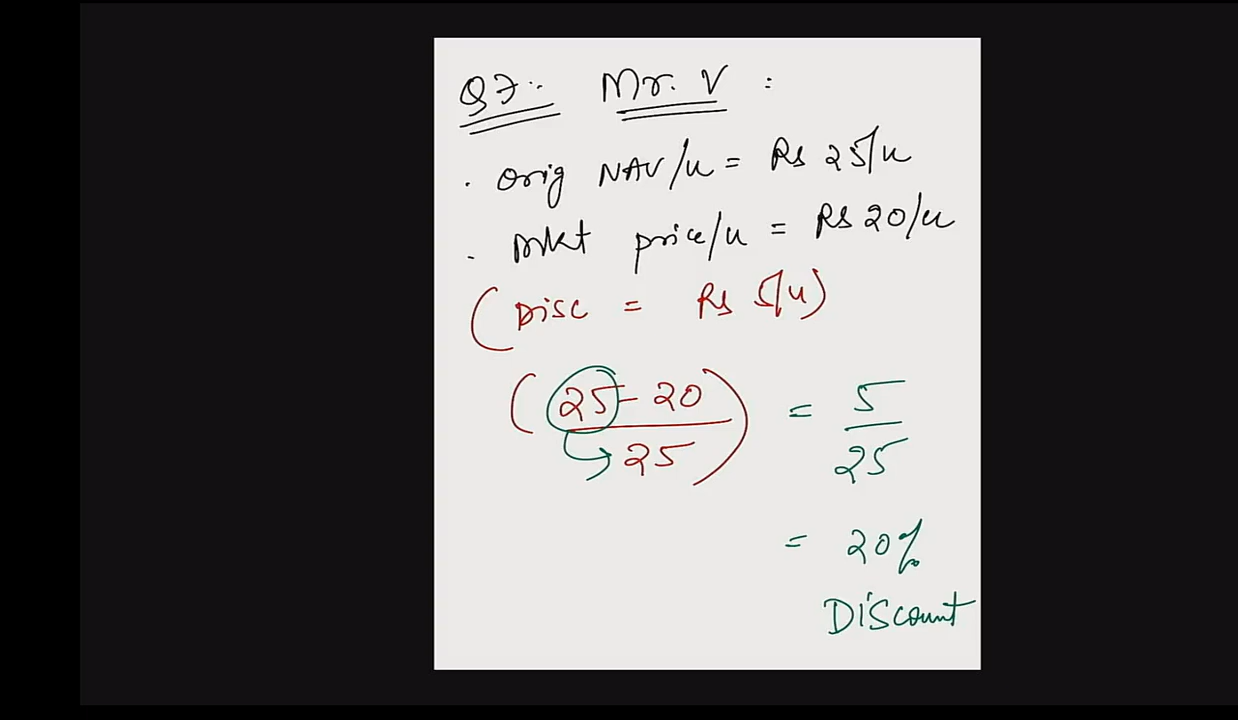 Q7:. Mr. V :
. orig NAV/u = Rs 25/u
. Mkt price/u = Rs 20/u
( Disc = Rs 5/u)
( 25 - 20 / 25 ) = 5 / 25
= 20%
Discount